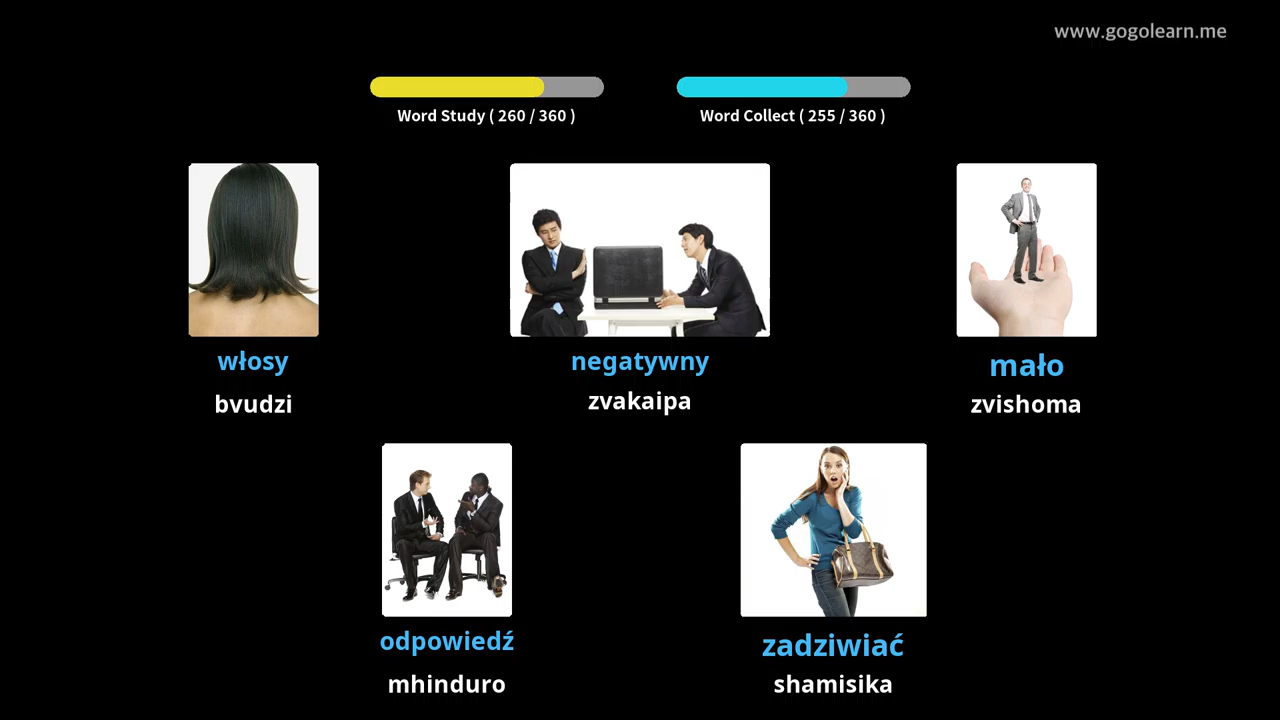 www.gogolearn.me
Word Study ( 260 / 360 )
Word Collect ( 255 / 360 )
włosy
bvudzi
negatywny
zvakaipa
mało
zvishoma
odpowiedź
mhinduro
zadziwiać
shamisika